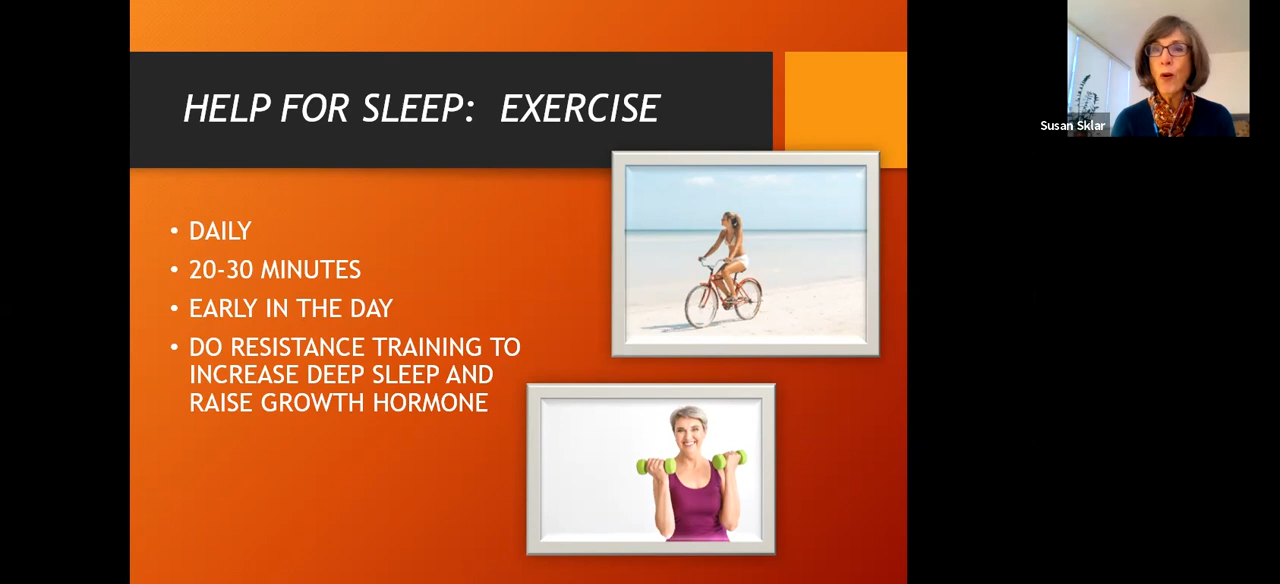 HELP FOR SLEEP: EXERCISE
• DAILY
• 20-30 MINUTES
• EARLY IN THE DAY
• DO RESISTANCE TRAINING TO
INCREASE DEEP SLEEP AND
RAISE GROWTH HORMONE
Susan Sklar